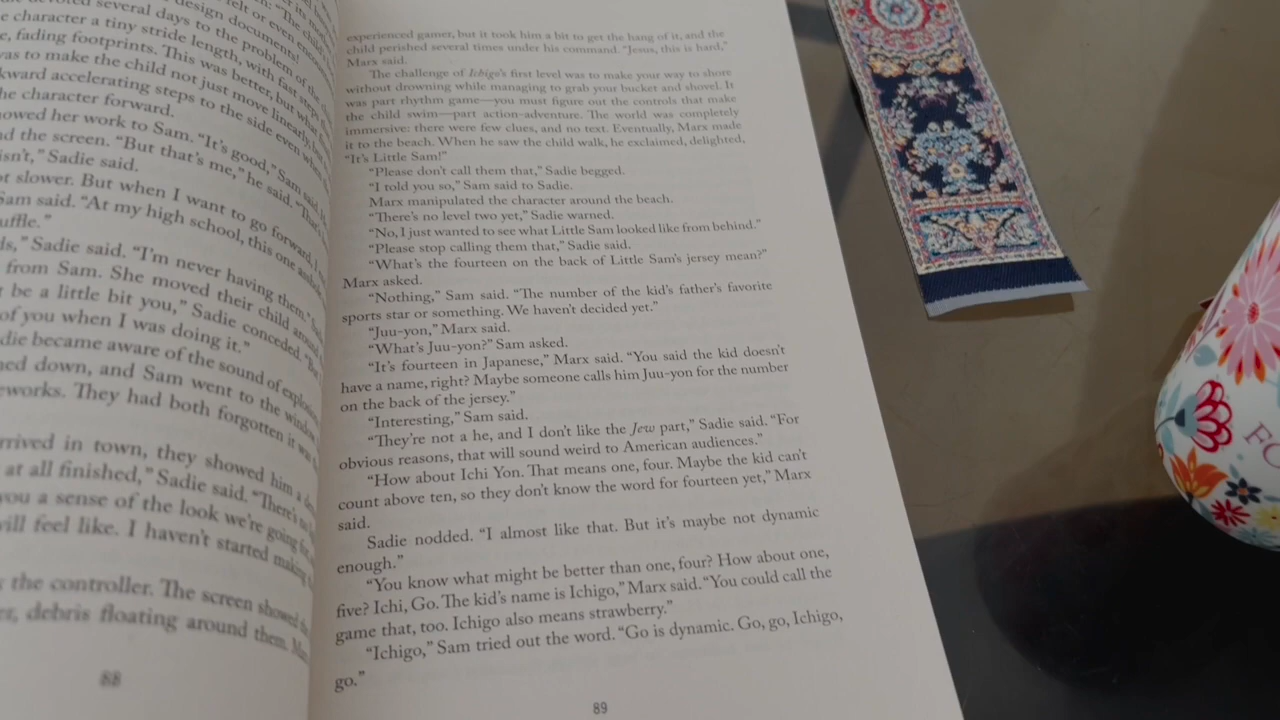 felt or even
design documents!
devoted several days to the problem of the
character a tiny stride length, with fast steps
fading footprints. This was better, but what
was to make the child not just move linearly, but
accelerating steps to the side even when the
he character forward.
owed her work to Sam. "It's good," Sam said.
the screen. "But that's me," he said.
isn't," Sadie said.
slower. But when I want to go forward, I
Sam said. "At my high school, this one
Sadie said. "I'm never having them."
from Sam. She moved their child around
be a little bit you," Sadie conceded.
of you when I was doing it."
became aware of the sound of
down, and Sam went to the window
They had both forgotten it was
rrived in town, they showed him a
at all finished," Sadie said. "There's no
you a sense of the look we're going for,
will feel like. I haven't started making
the controller. The screen showed the
debris floating around them.
88
experienced gamer, but it took him a bit to get the hang of it, and the
child perished several times under his command. "Jesus, this is hard,"
Marx said.
The challenge of Ichigo's first level was to make your way to shore
without drowning while managing to grab your bucket and shovel. It
was part rhythm game—you must figure out the controls that make
the child swim—part action-adventure. The world was completely
immersive: there were few clues, and no text. Eventually, Marx made
it to the beach. When he saw the child walk, he exclaimed, delighted,
"It's Little Sam!"
"Please don't call them that," Sadie begged.
"I told you so," Sam said to Sadie.
Marx manipulated the character around the beach.
"There's no level two yet," Sadie warned.
"No, I just wanted to see what Little Sam looked like from behind."
"Please stop calling them that," Sadie said.
"What's the fourteen on the back of Little Sam's jersey mean?"
Marx asked.
"Nothing," Sam said. "The number of the kid's father's favorite
sports star or something. We haven't decided yet."
"Juu-yon," Marx said.
"What's Juu-yon?" Sam asked.
"It's fourteen in Japanese," Marx said. "You said the kid doesn't
have a name, right? Maybe someone calls him Juu-yon for the number
on the back of the jersey."
"Interesting," Sam said.
"They're not a he, and I don't like the Jew part," Sadie said. "For
obvious reasons, that will sound weird to American audiences."
"How about Ichi Yon. That means one, four. Maybe the kid can't
count above ten, so they don't know the word for fourteen yet," Marx
said.
Sadie nodded. "I almost like that. But it's maybe not dynamic
enough."
"You know what might be better than one, four? How about one,
five? Ichi, Go. The kid's name is Ichigo," Marx said. "You could call the
game that, too. Ichigo also means strawberry."
"Ichigo," Sam tried out the word. "Go is dynamic. Go, go, Ichigo,
go."
89